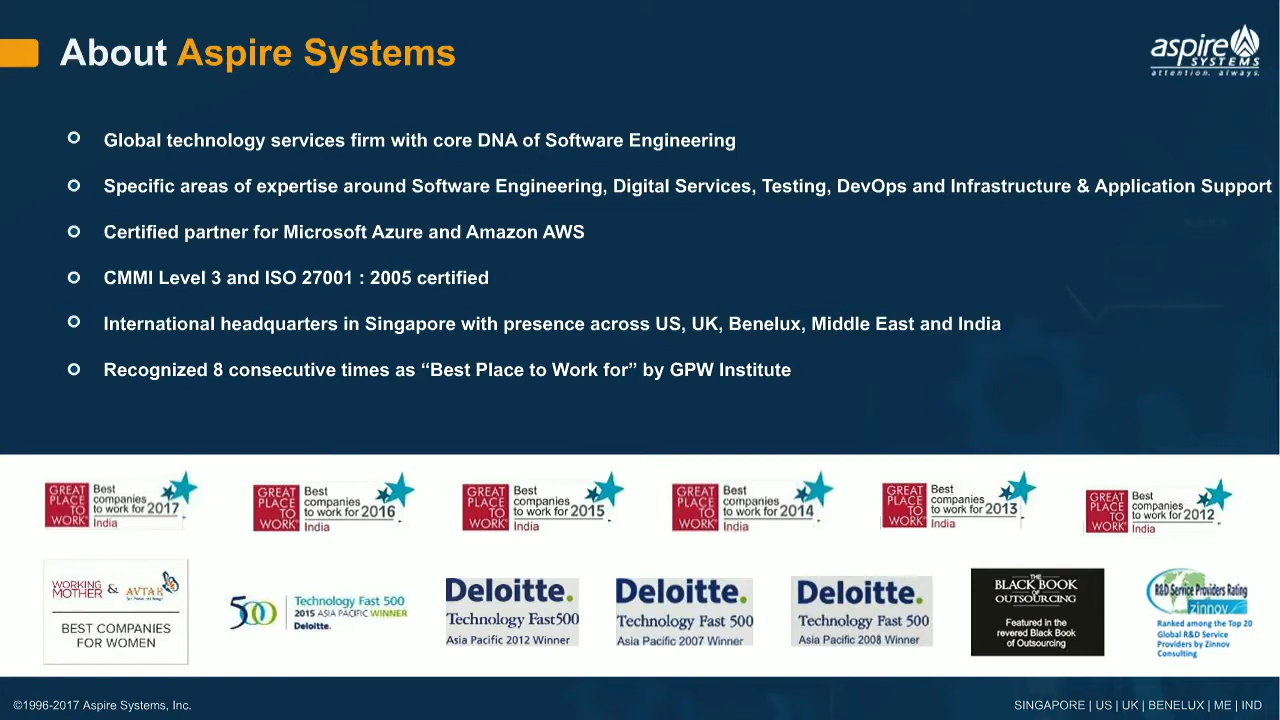 About Aspire Systems
aspire
SYSTEMS
attention. always.
Global technology services firm with core DNA of Software Engineering
Specific areas of expertise around Software Engineering, Digital Services, Testing, DevOps and Infrastructure & Application Support
Certified partner for Microsoft Azure and Amazon AWS
CMMI Level 3 and ISO 27001 : 2005 certified
International headquarters in Singapore with presence across US, UK, Benelux, Middle East and India
Recognized 8 consecutive times as “Best Place to Work for” by GPW Institute
GREAT
PLACE
TO
WORK
Best
companies
to work for 2017
India
GREAT
PLACE
TO
WORK
Best
companies
to work for 2016
India
GREAT
PLACE
TO
WORK
Best
companies
to work for 2015
India
GREAT
PLACE
TO
WORK
Best
companies
to work for 2014
India
GREAT
PLACE
TO
WORK
Best
companies
to work for 2013
India
GREAT
PLACE
TO
WORK
Best
companies
to work for 2012
India
WORKING
MOTHER & AVTAR
BEST COMPANIES
FOR WOMEN
500
Technology Fast 500
2015 ASIA PACIFIC WINNER
Deloitte.
Deloitte.
Technology Fast500
Asia Pacific 2012 Winner
Deloitte.
Technology Fast 500
Asia Pacific 2007 Winner
Deloitte.
Technology Fast 500
Asia Pacific 2008 Winner
THE
BLACK BOOK
OF
OUTSOURCING
Featured in the
revered Black Book
of Outsourcing
R&D Service Providers Rating
zinnov
Ranked among the Top 20
Global R&D Service
Providers by Zinnov
Consulting
©1996-2017 Aspire Systems, Inc.
SINGAPORE | US | UK | BENELUX | ME | IND